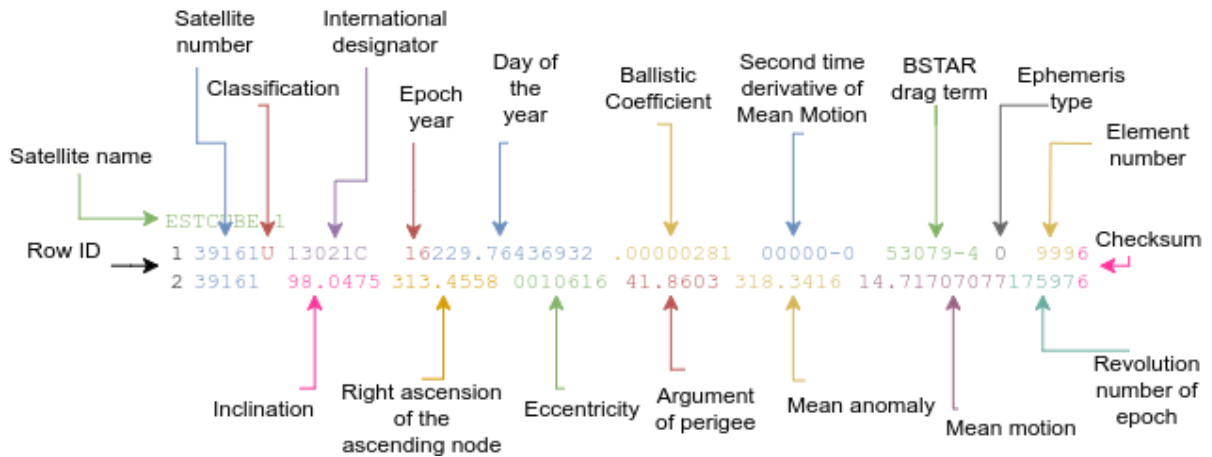 Satellite
number
International
designator
Classification
Epoch
year
Day of
the
year
Ballistic
Coefficient
Second time
derivative of
Mean Motion
BSTAR
drag term
Ephemeris
type
Element
number
Satellite name
ESTCUBE 1
Row ID
1 39161U 13021C 16229.76436932 .00000281 00000-0 53079-4 0 9996
Checksum
2 39161 98.0475 313.4558 0010616 41.8603 318.3416 14.71707077175976
Inclination
Right ascension
of the
ascending node
Eccentricity
Argument
of perigee
Mean anomaly
Mean motion
Revolution
number of
epoch